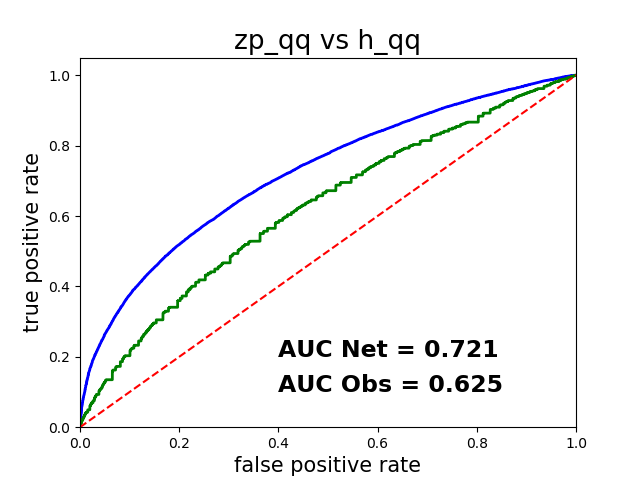 zp_qq vs h_qq
true positive rate
1.0
0.8
0.6
0.4
0.2
0.0
AUC Net = 0.721
AUC Obs = 0.625
0.0 0.2 0.4 0.6 0.8 1.0
false positive rate